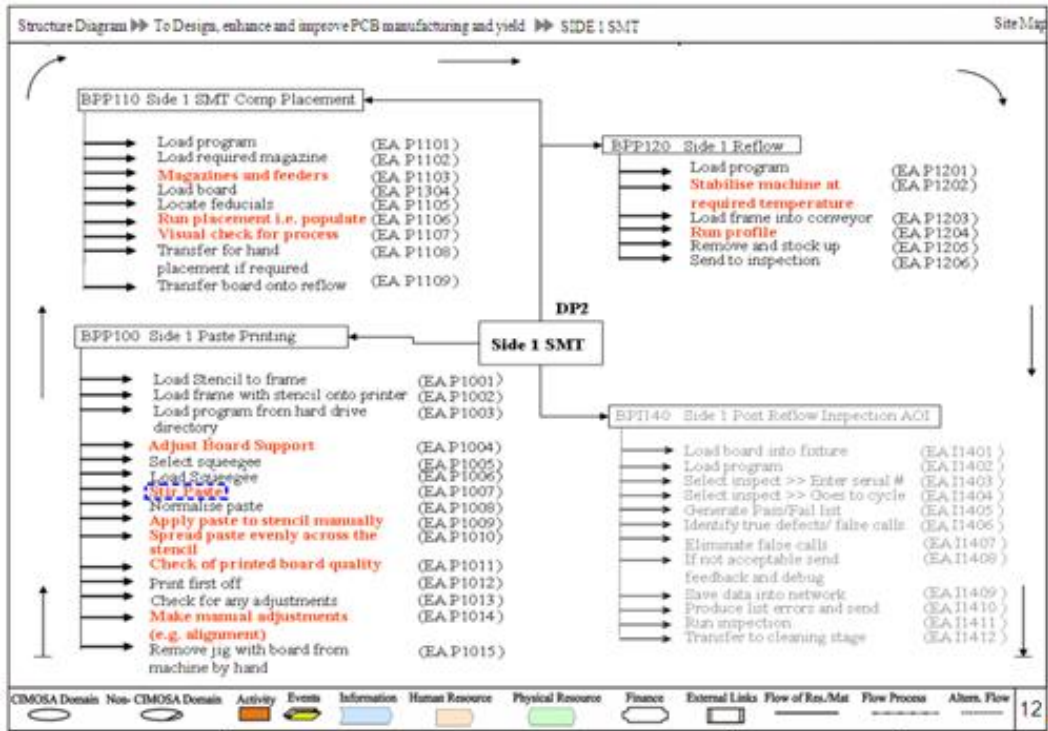 Structure Diagram To Design, enhance and improve PCB manufacturing and yield SIDE 1 SMT Site Map
BPP110 Side 1 SMT Comp Placement
Load program (EA P1101)
Load required magazine (EA P1102)
Magazines and feeders (EA P1103)
Load board (EA P1304)
Locate feducials (EA P1105)
Run placement i.e. populate (EA P1106)
Visual check for process (EA P1107)
Transfer for hand (EA P1108)
placement if required
Transfer board onto reflow (EA P1109)
BPP120 Side 1 Reflow
Load program (EA P1201)
Stabilise machine at (EA P1202)
required temperature
Load frame into conveyor (EA P1203)
Run profile (EA P1204)
Remove and stock up (EA P1205)
Send to inspection (EA P1206)
DP2
Side 1 SMT
BPP100 Side 1 Paste Printing
Load Stencil to frame (EA P1001)
Load frame with stencil onto printer (EA P1002)
Load program from hard drive (EA P1003)
directory
Adjust Board Support (EA P1004)
Select squeegee (EA P1005)
Load Squeegee (EA P1006)
Stir Paste (EA P1007)
Normalise paste (EA P1008)
Apply paste to stencil manually (EA P1009)
Spread paste evenly across the (EA P1010)
stencil
Check of printed board quality (EA P1011)
Print first off (EA P1012)
Check for any adjustments (EA P1013)
Make manual adjustments (EA P1014)
(e.g. alignment)
Remove jig with board from (EA P1015)
machine by hand
BPI140 Side 1 Post Reflow Inspection AOI
Load board into fixture (EA I1401)
Load program (EA I1402)
Select inspect >> Enter serial # (EA I1403)
Select inspect >> Goes to cycle (EA I1404)
Generate Pass/Fail list (EA I1405)
Identify true defects/ false calls (EA I1406)
Eliminate false calls (EA I1407)
If not acceptable send (EA I1408)
feedback and debug
Save data into network (EA I1409)
Produce list errors and send (EA I1410)
Run inspection (EA I1411)
Transfer to cleaning stage (EA I1412)
CIMOSA Domain Non- CIMOSA Domain Activity Events Information Human Resource Physical Resource Finance External Links Flow of Res./Mat Flow Process Altern. Flow 12